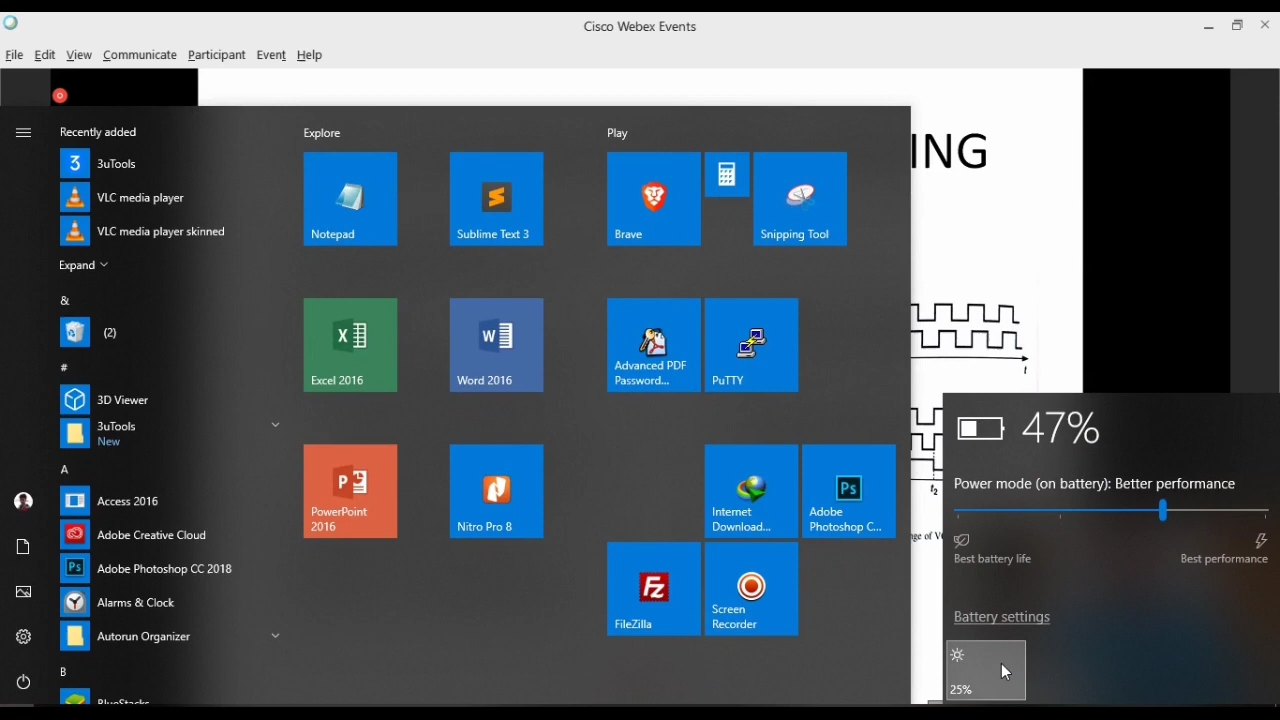 Cisco Webex Events
File Edit View Communicate Participant Event Help
ING
t
t2
Recently added
3uTools
VLC media player
VLC media player skinned
Expand
&
(2)
#
3D Viewer
3uTools
New
A
Access 2016
Adobe Creative Cloud
Adobe Photoshop CC 2018
Alarms & Clock
Autorun Organizer
B
BlueStacks
Explore
Notepad
Sublime Text 3
Excel 2016
Word 2016
PowerPoint
2016
Nitro Pro 8
Play
Brave
Snipping Tool
Advanced PDF
Password...
PuTTY
Internet
Download...
Adobe
Photoshop C...
FileZilla
Screen
Recorder
47%
Power mode (on battery): Better performance
Best battery life
Best performance
Battery settings
25%